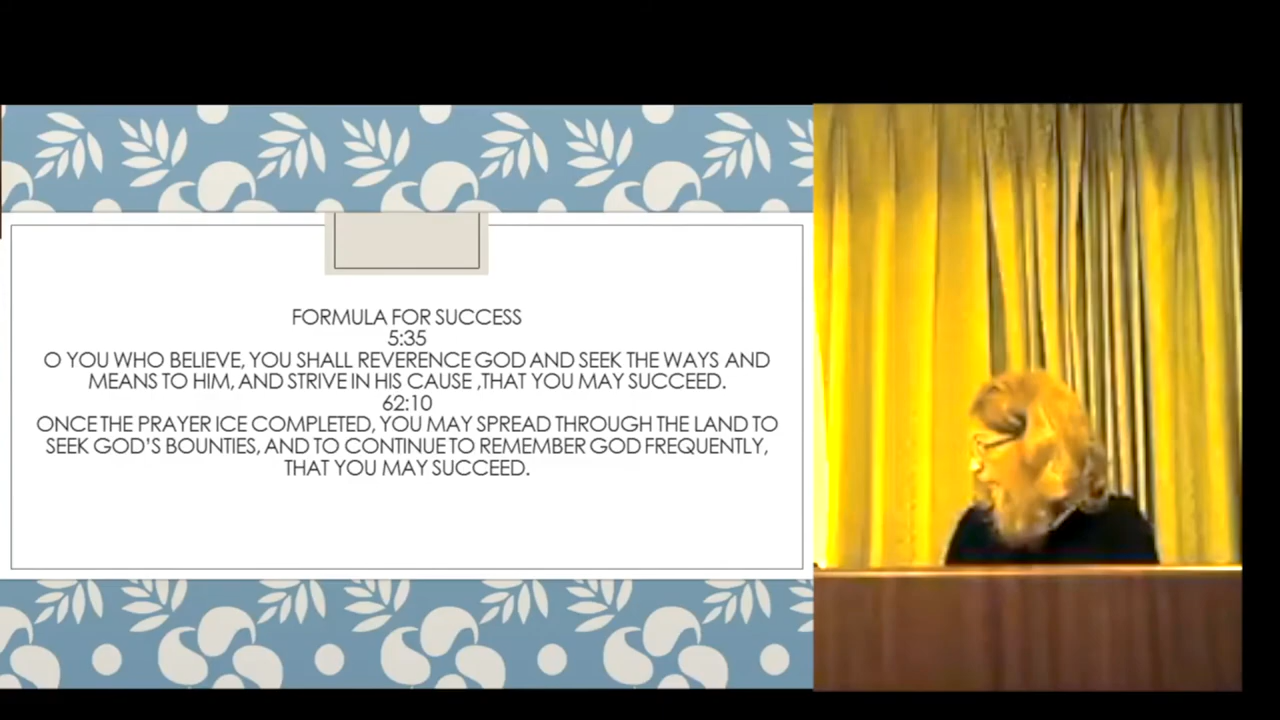 FORMULA FOR SUCCESS
5:35
O YOU WHO BELIEVE, YOU SHALL REVERENCE GOD AND SEEK THE WAYS AND
MEANS TO HIM, AND STRIVE IN HIS CAUSE ,THAT YOU MAY SUCCEED.
62:10
ONCE THE PRAYER ICE COMPLETED, YOU MAY SPREAD THROUGH THE LAND TO
SEEK GOD'S BOUNTIES, AND TO CONTINUE TO REMEMBER GOD FREQUENTLY,
THAT YOU MAY SUCCEED.